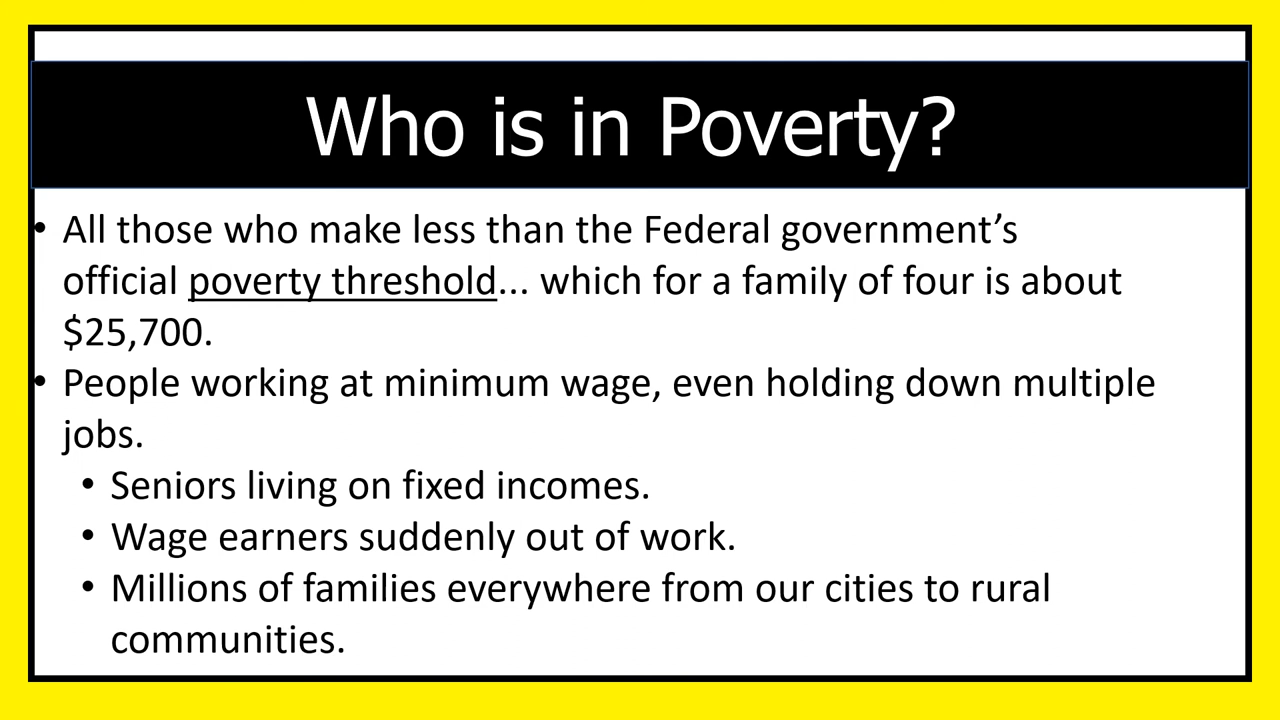 Who is in Poverty?
• All those who make less than the Federal government’s
official poverty threshold... which for a family of four is about
$25,700.
• People working at minimum wage, even holding down multiple
jobs.
• Seniors living on fixed incomes.
• Wage earners suddenly out of work.
• Millions of families everywhere from our cities to rural
communities.